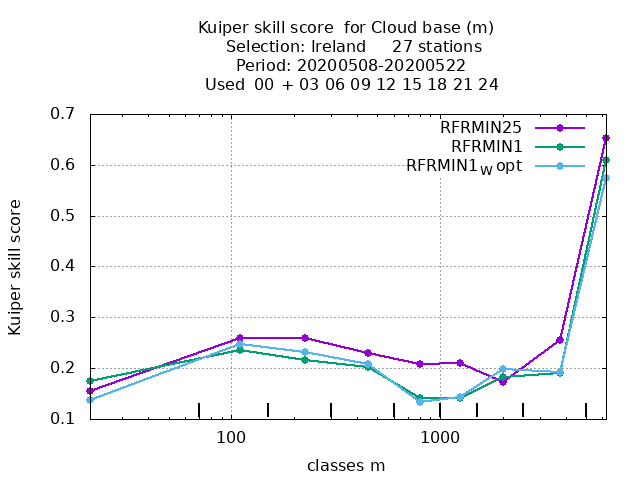 Kuiper skill score for Cloud base (m)
Selection: Ireland 27 stations
Period: 20200508-20200522
Used 00 + 03 06 09 12 15 18 21 24
RFRMIN25
RFRMIN1
RFRMIN1w opt
0.7
0.6
0.5
0.4
0.3
0.2
0.1
Kuiper skill score
100
1000
classes m